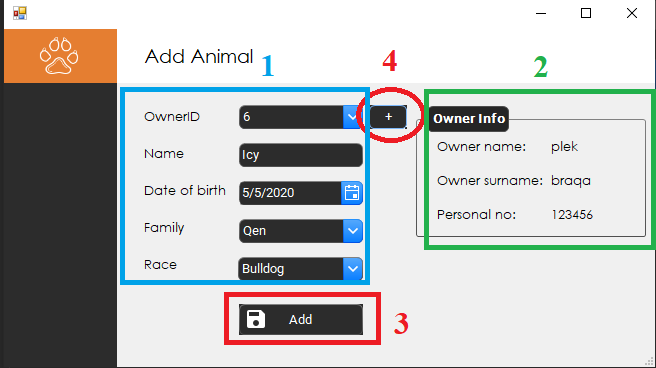 Add Animal
1
4
2
OwnerID 6 +
Name Icy
Date of birth 5/5/2020
Family Qen
Race Bulldog
Owner Info
Owner name: plek
Owner surname: braqa
Personal no: 123456
Add
3